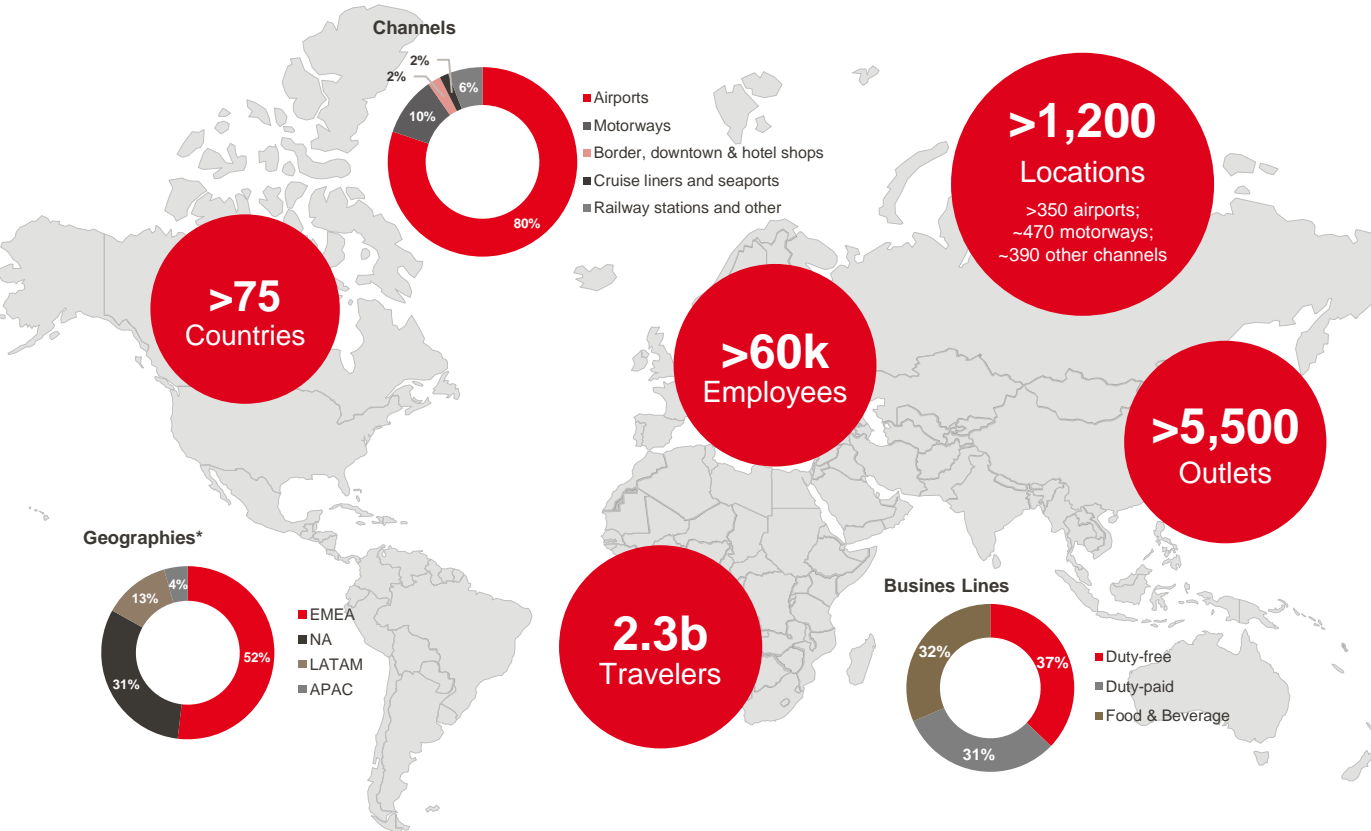 Channels
2%
2%
6%
10%
80%
Airports
Motorways
Border, downtown & hotel shops
Cruise liners and seaports
Railway stations and other
>1,200
Locations
>350 airports;
~470 motorways;
~390 other channels
>75
Countries
>60k
Employees
>5,500
Outlets
Geographies*
4%
13%
52%
31%
EMEA
NA
LATAM
APAC
2.3b
Travelers
Busines Lines
32%
37%
31%
Duty-free
Duty-paid
Food & Beverage